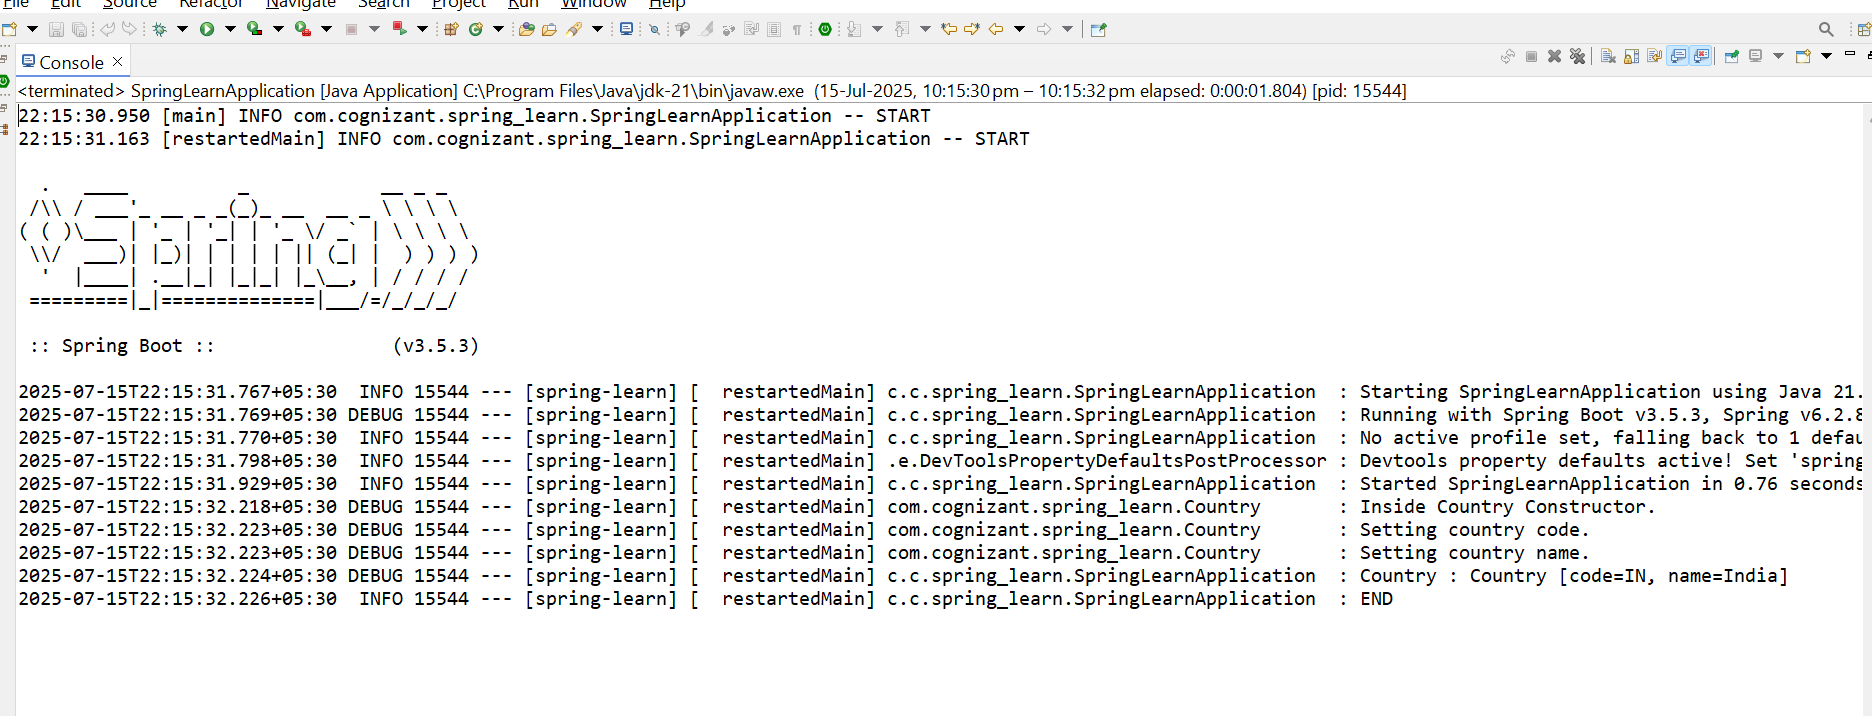 File Edit Source Refactor Navigate Search Project Run Window Help
Console
<terminated> SpringLearnApplication [Java Application] C:\Program Files\Java\jdk-21\bin\javaw.exe (15-Jul-2025, 10:15:30 pm – 10:15:32 pm elapsed: 0:00:01.804) [pid: 15544]
22:15:30.950 [main] INFO com.cognizant.spring_learn.SpringLearnApplication -- START
22:15:31.163 [restartedMain] INFO com.cognizant.spring_learn.SpringLearnApplication -- START
  .   ____          _            __ _ _
 /\\ / ___'_ __ _ _(_)_ __  __ _ \ \ \ \
( ( )\___ | '_ | '_| | '_ \/ _` | \ \ \ \
 \\/  ___)| |_)| | | | | || (_| |  ) ) ) )
  '  |____| .__|_| |_|_| |_\__, | / / / /
 =========|_|==============|___/=/_/_/_/
 :: Spring Boot ::                (v3.5.3)
2025-07-15T22:15:31.767+05:30  INFO 15544 --- [spring-learn] [  restartedMain] c.c.spring_learn.SpringLearnApplication  : Starting SpringLearnApplication using Java 21.
2025-07-15T22:15:31.769+05:30 DEBUG 15544 --- [spring-learn] [  restartedMain] c.c.spring_learn.SpringLearnApplication  : Running with Spring Boot v3.5.3, Spring v6.2.8
2025-07-15T22:15:31.770+05:30  INFO 15544 --- [spring-learn] [  restartedMain] c.c.spring_learn.SpringLearnApplication  : No active profile set, falling back to 1 defau
2025-07-15T22:15:31.798+05:30  INFO 15544 --- [spring-learn] [  restartedMain] .e.DevToolsPropertyDefaultsPostProcessor : Devtools property defaults active! Set 'spring
2025-07-15T22:15:31.929+05:30  INFO 15544 --- [spring-learn] [  restartedMain] c.c.spring_learn.SpringLearnApplication  : Started SpringLearnApplication in 0.76 seconds
2025-07-15T22:15:32.218+05:30 DEBUG 15544 --- [spring-learn] [  restartedMain] com.cognizant.spring_learn.Country       : Inside Country Constructor.
2025-07-15T22:15:32.223+05:30 DEBUG 15544 --- [spring-learn] [  restartedMain] com.cognizant.spring_learn.Country       : Setting country code.
2025-07-15T22:15:32.223+05:30 DEBUG 15544 --- [spring-learn] [  restartedMain] com.cognizant.spring_learn.Country       : Setting country name.
2025-07-15T22:15:32.224+05:30 DEBUG 15544 --- [spring-learn] [  restartedMain] c.c.spring_learn.SpringLearnApplication  : Country : Country [code=IN, name=India]
2025-07-15T22:15:32.226+05:30  INFO 15544 --- [spring-learn] [  restartedMain] c.c.spring_learn.SpringLearnApplication  : END